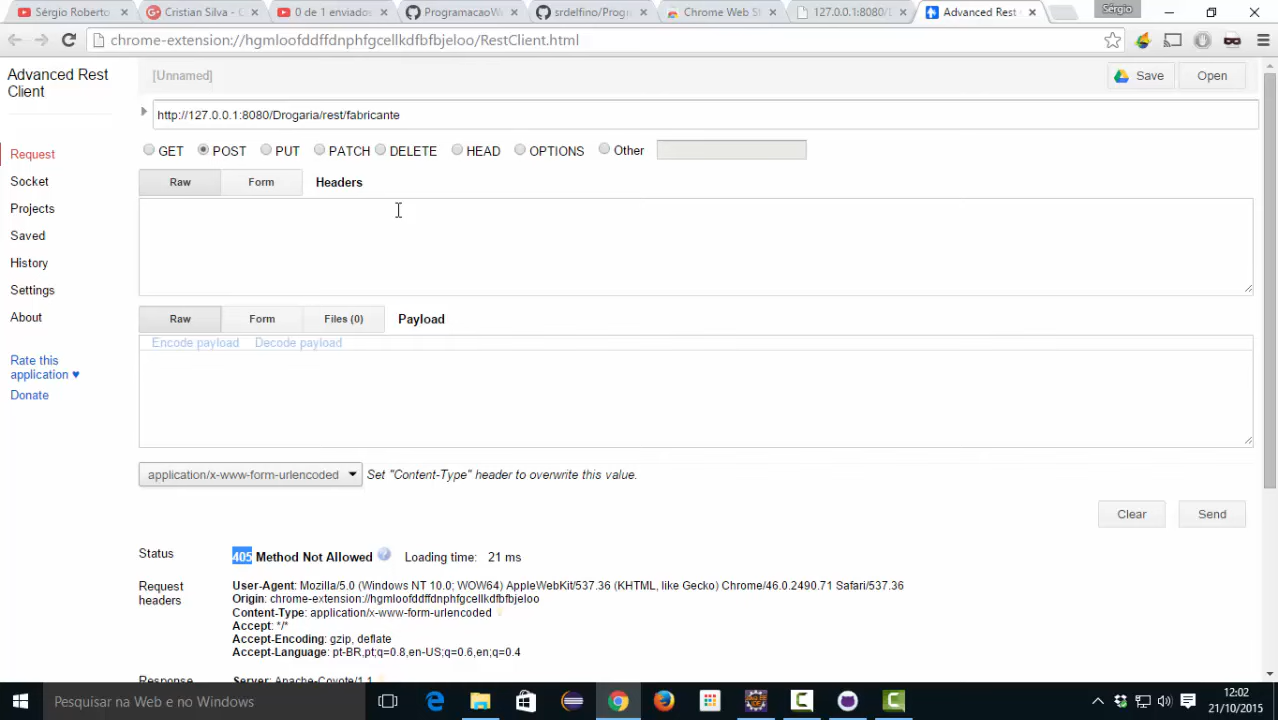 Sérgio Roberto
Cristian Silva - G
0 de 1 enviados
ProgramacaoWe
srdelfino/Progr
Chrome Web St
127.0.0.1:8080/D
Advanced Rest C
Sérgio
chrome-extension://hgmloofddffdnphfgcellkdfbfbjeloo/RestClient.html
Advanced Rest
Client
[Unnamed]
Save
Open
http://127.0.0.1:8080/Drogaria/rest/fabricante
GET POST PUT PATCH DELETE HEAD OPTIONS Other
Request
Socket
Projects
Saved
History
Settings
About
Rate this
application ♥
Donate
Raw Form Headers
Raw Form Files (0) Payload
Encode payload Decode payload
application/x-www-form-urlencoded Set "Content-Type" header to overwrite this value.
Clear Send
Status 405 Method Not Allowed Loading time: 21 ms
Request
headers
User-Agent: Mozilla/5.0 (Windows NT 10.0; WOW64) AppleWebKit/537.36 (KHTML, like Gecko) Chrome/46.0.2490.71 Safari/537.36
Origin: chrome-extension://hgmloofddffdnphfgcellkdfbfbjeloo
Content-Type: application/x-www-form-urlencoded
Accept: */*
Accept-Encoding: gzip, deflate
Accept-Language: pt-BR,pt;q=0.8,en-US;q=0.6,en;q=0.4
Response Server: Apache-Coyote/1.1
Pesquisar na Web e no Windows
12:02
21/10/2015